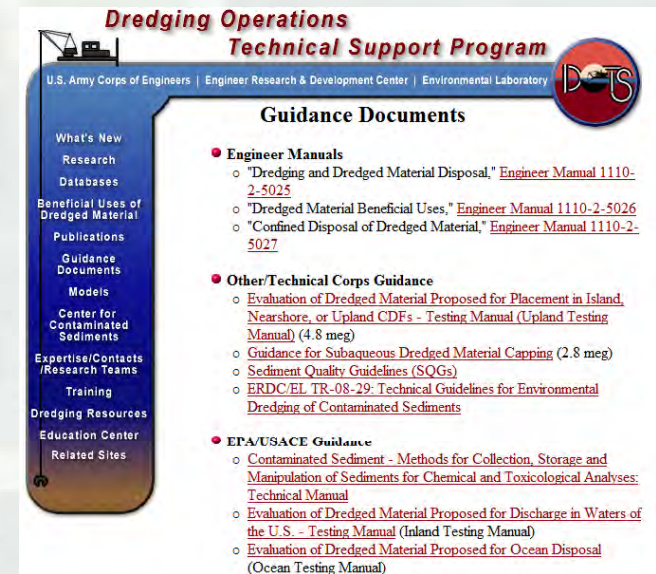 Dredging Operations
Technical Support Program
U.S. Army Corps of Engineers | Engineer Research & Development Center | Environmental Laboratory
DOTS
What's New
Research
Databases
Beneficial Uses of
Dredged Material
Publications
Guidance
Documents
Models
Center for
Contaminated
Sediments
Expertise/Contacts
/Research Teams
Training
Dredging Resources
Education Center
Related Sites
Guidance Documents
Engineer Manuals
"Dredging and Dredged Material Disposal," Engineer Manual 1110-
2-5025
"Dredged Material Beneficial Uses," Engineer Manual 1110-2-5026
"Confined Disposal of Dredged Material," Engineer Manual 1110-2-
5027
Other/Technical Corps Guidance
Evaluation of Dredged Material Proposed for Placement in Island,
Nearshore, or Upland CDFs - Testing Manual (Upland Testing
Manual) (4.8 meg)
Guidance for Subaqueous Dredged Material Capping (2.8 meg)
Sediment Quality Guidelines (SQGs)
ERDC/EL TR-08-29: Technical Guidelines for Environmental
Dredging of Contaminated Sediments
EPA/USACE Guidance
Contaminated Sediment - Methods for Collection, Storage and
Manipulation of Sediments for Chemical and Toxicological Analyses:
Technical Manual
Evaluation of Dredged Material Proposed for Discharge in Waters of
the U.S. - Testing Manual (Inland Testing Manual)
Evaluation of Dredged Material Proposed for Ocean Disposal
(Ocean Testing Manual)